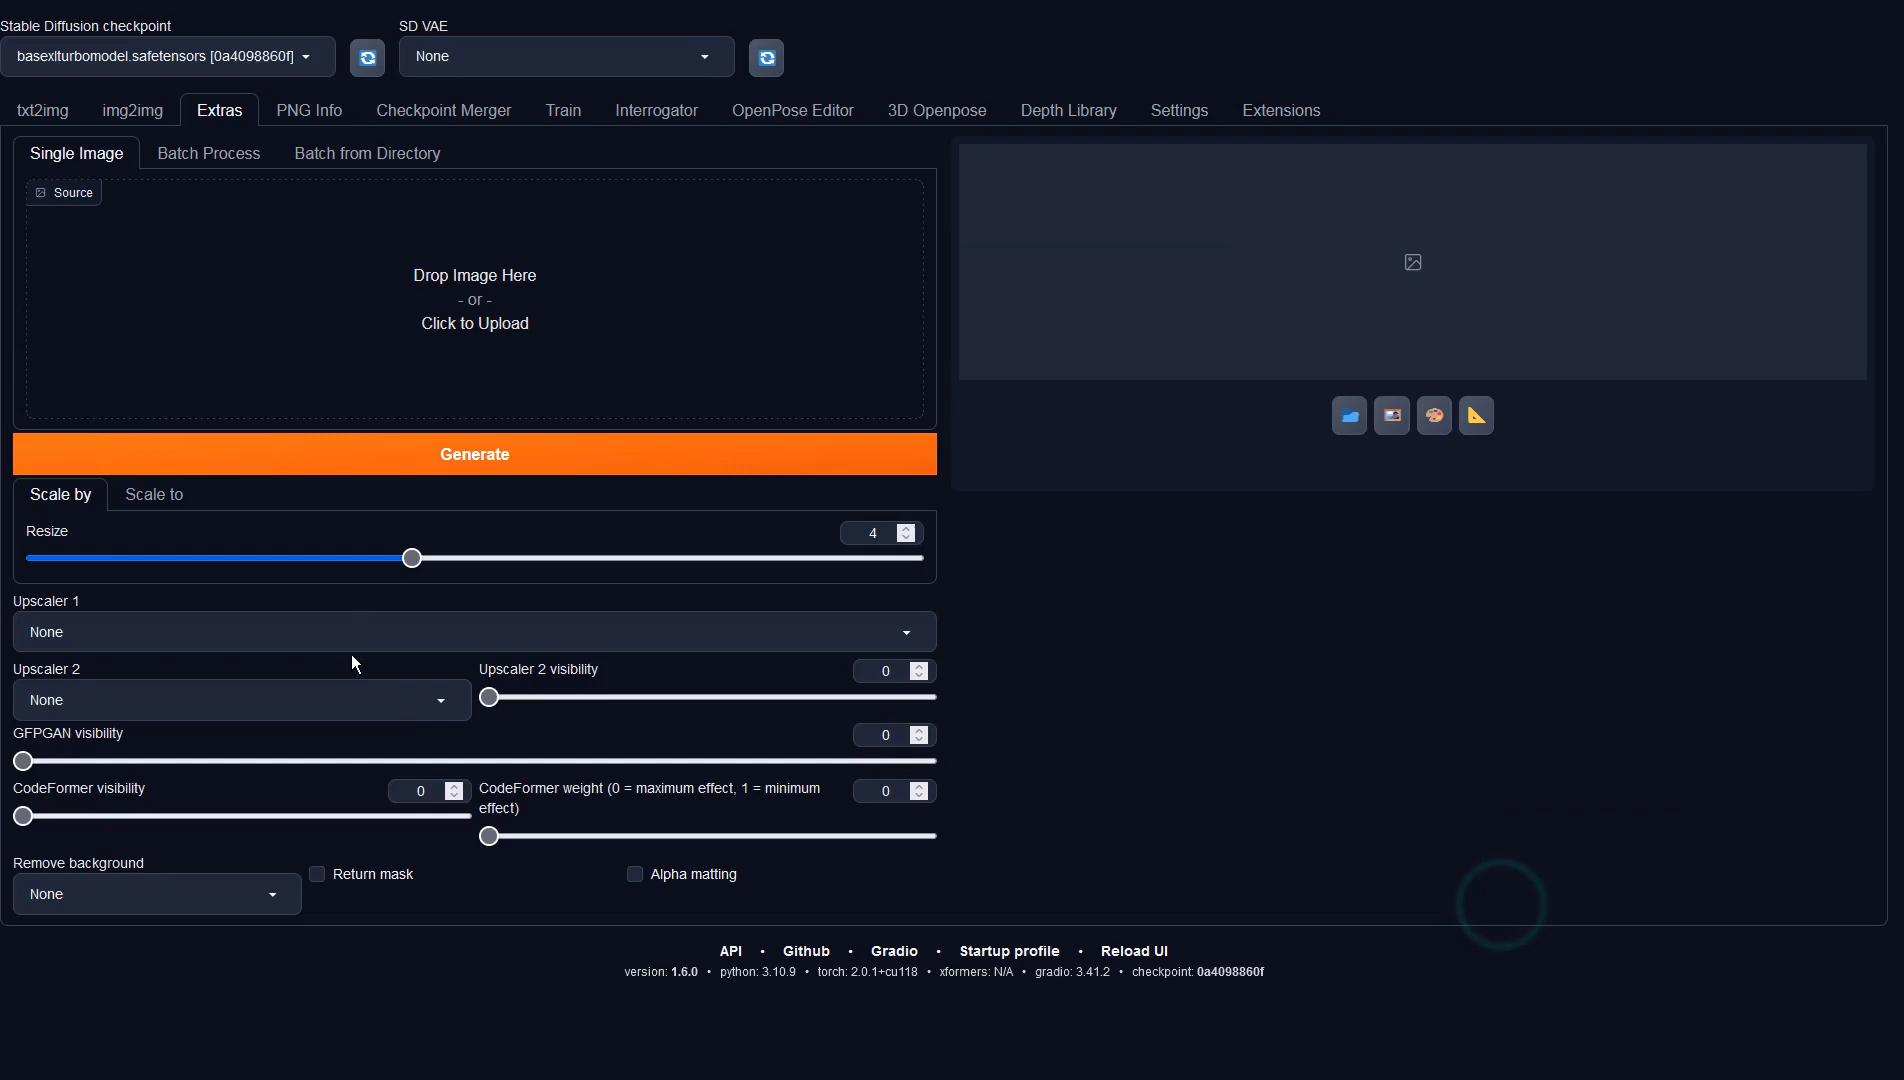 Stable Diffusion checkpoint
SD VAE
basexlturbomodel.safetensors [0a4098860f]
None
txt2img
img2img
Extras
PNG Info
Checkpoint Merger
Train
Interrogator
OpenPose Editor
3D Openpose
Depth Library
Settings
Extensions
Single Image
Batch Process
Batch from Directory
Source
Drop Image Here
- or -
Click to Upload
Generate
Scale by
Scale to
Resize
4
Upscaler 1
None
Upscaler 2
None
Upscaler 2 visibility
0
GFPGAN visibility
0
CodeFormer visibility
0
CodeFormer weight (0 = maximum effect, 1 = minimum
effect)
0
Remove background
None
Return mask
Alpha matting
API • Github • Gradio • Startup profile • Reload UI
version: 1.6.0 • python: 3.10.9 • torch: 2.0.1+cu118 • xformers: N/A • gradio: 3.41.2 • checkpoint: 0a4098860f